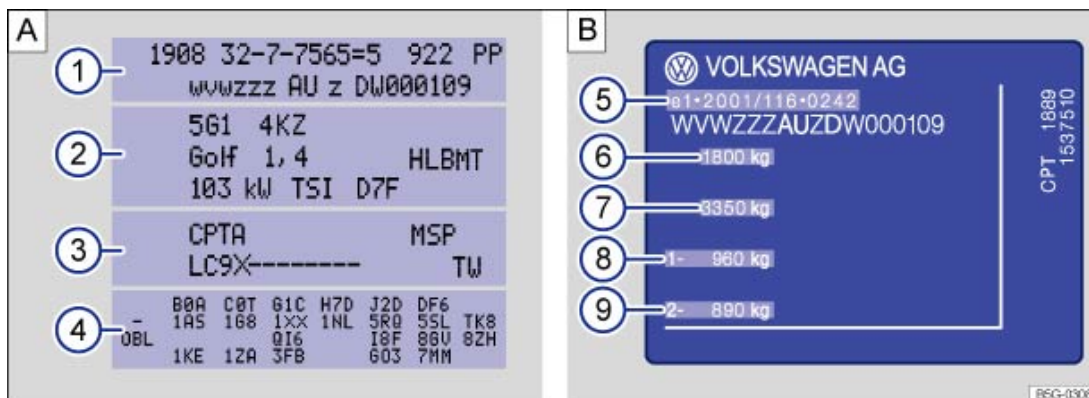 A
1
1908 32-7-7565=5 922 PP
wvwzzz AU z DW000109
2
5G1 4KZ
Golf 1,4 HLBMT
103 kW TSI D7F
3
CPTA MSP
LC9X-------- TW
4
B0A C0T G1C H7D J2D DF6
- 1AS 1G8 1XX 1NL 5RQ 5SL TK8
0BL QI6 I8F 8GV 8ZH
1KE 1ZA 3FB G03 7MM
B
VOLKSWAGEN AG
5
e1•2001/116•0242
WVWZZZAUZDW000109
6
1800 kg
7
3350 kg
8
1- 960 kg
9
2- 890 kg
CPT 1889
1537510